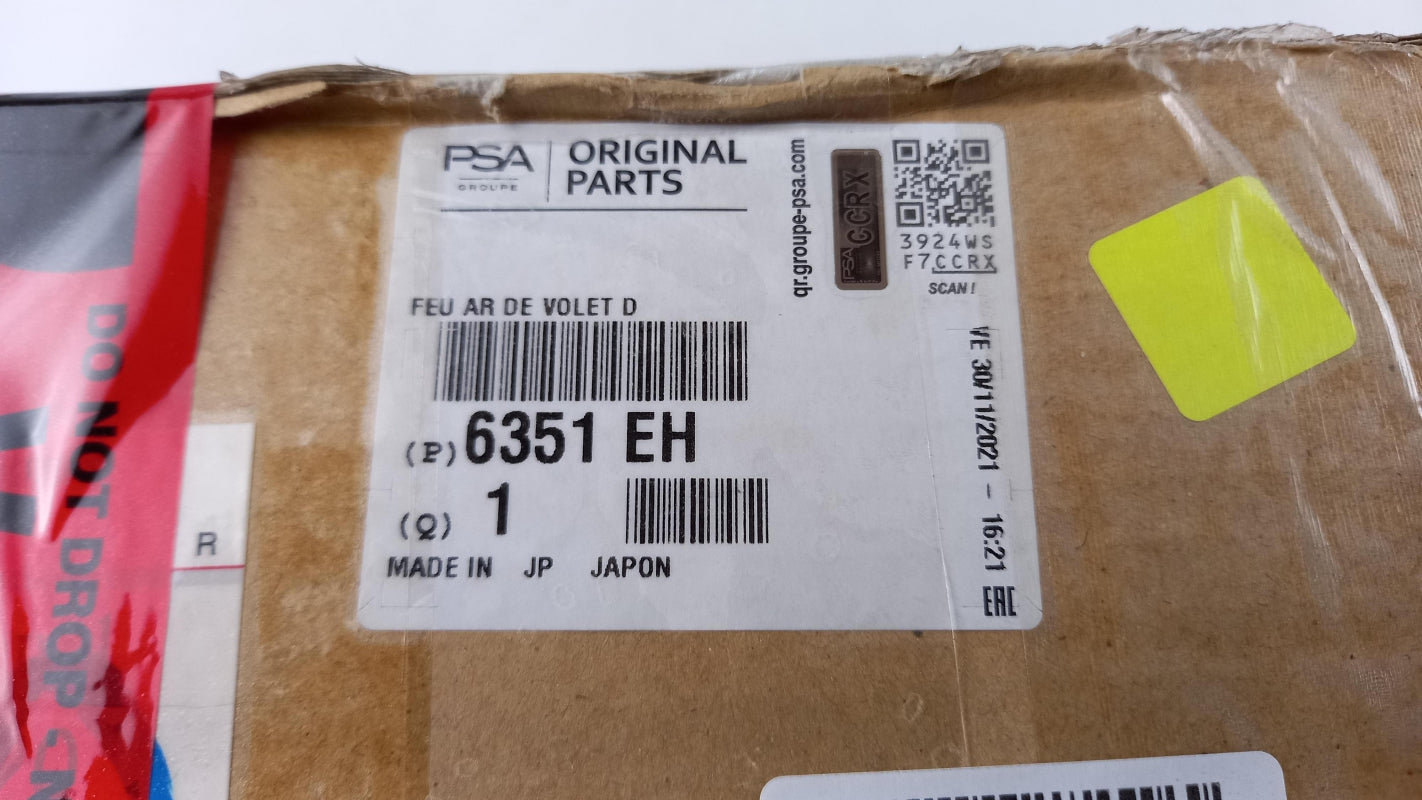 PSA
GROUPE
ORIGINAL
PARTS
qr.groupe-psa.com
PSA CCRX
3924WS
F7CCRX
SCAN!
FEU AR DE VOLET D
(P) 6351 EH
(Q) 1
MADE IN JP JAPON
VE 30/11/2021 - 16:21
EAC
R
DO NOT DROP